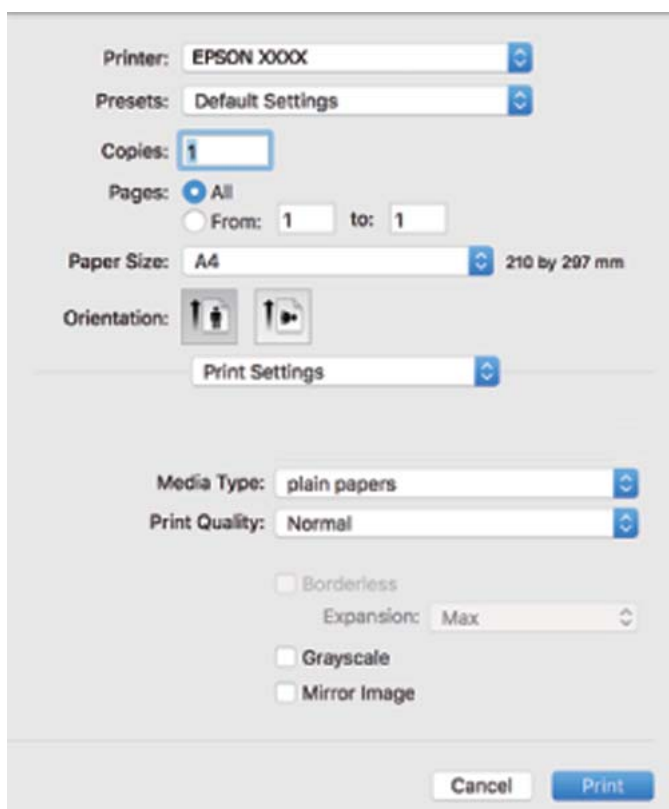 Printer: EPSON XXXX
Presets: Default Settings
Copies: 1
Pages: All
From: 1 to: 1
Paper Size: A4 210 by 297 mm
Orientation:
Print Settings
Media Type: plain papers
Print Quality: Normal
Borderless
Expansion: Max
Grayscale
Mirror Image
Cancel Print